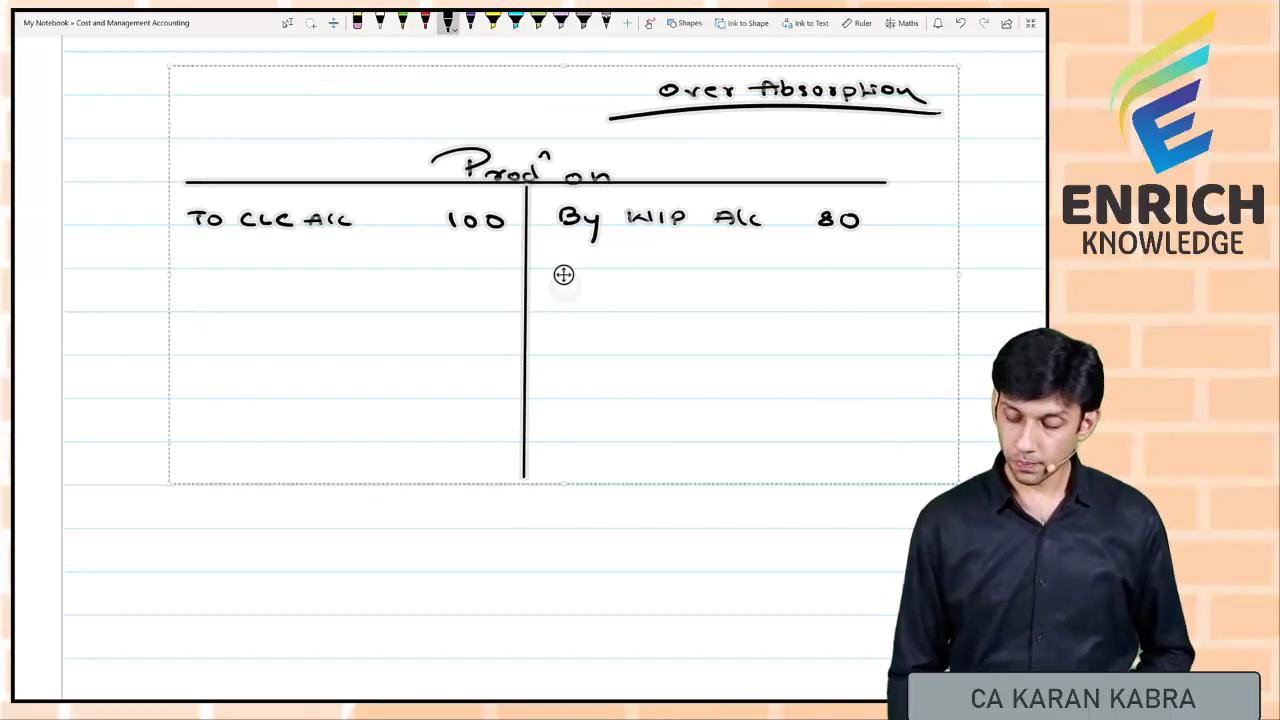 My Notebook » Cost and Management Accounting
Shapes Ink to Shape Ink to Text Ruler Maths
Over Absorption
Prodⁿ OH
To CLC A/c 100 By WIP A/c 80
ENRICH
KNOWLEDGE
CA KARAN KABRA